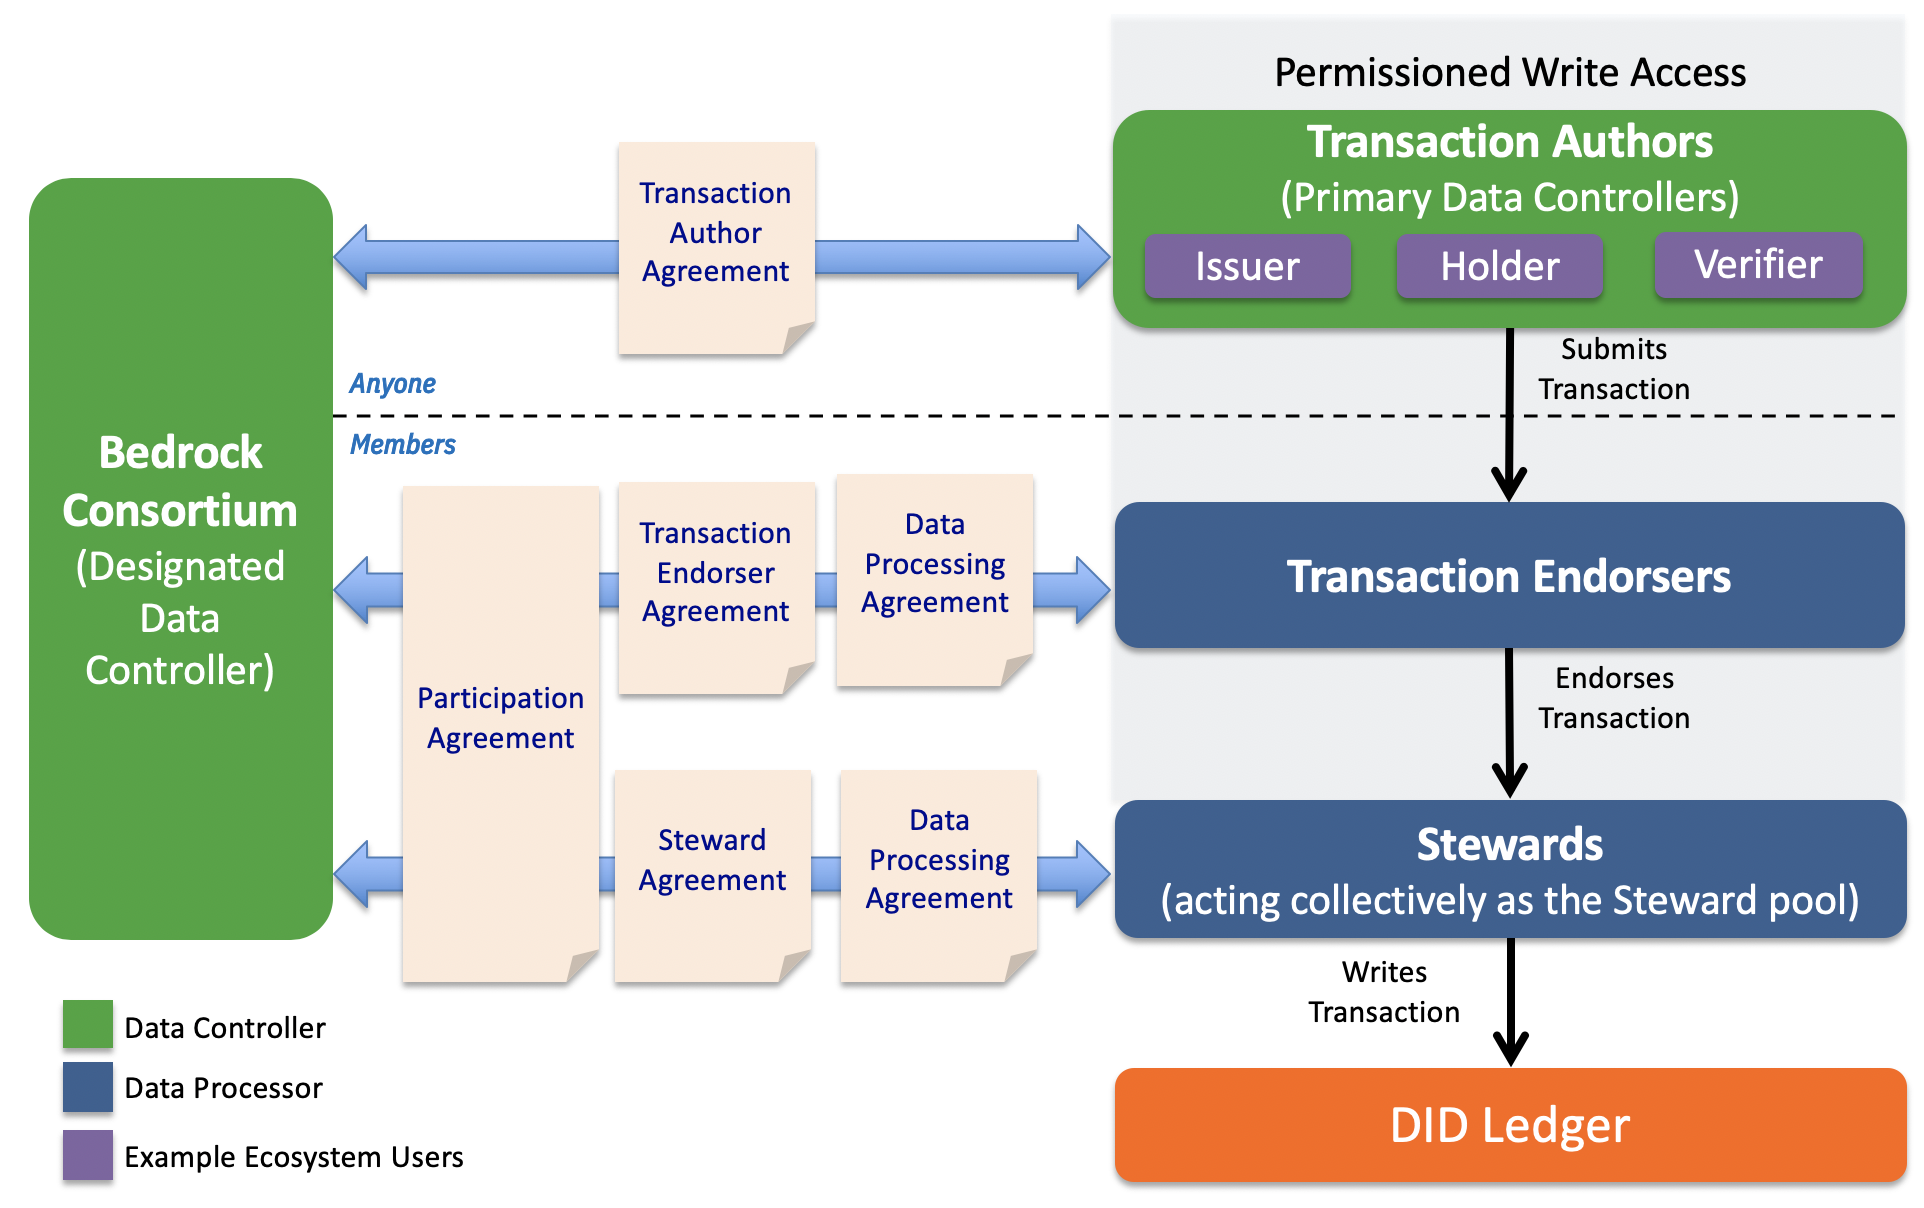 Permissioned Write Access
Transaction Authors
(Primary Data Controllers)
Issuer
Holder
Verifier
Transaction
Author
Agreement
Submits
Transaction
Anyone
Members
Bedrock
Consortium
(Designated
Data
Controller)
Participation
Agreement
Transaction
Endorser
Agreement
Data
Processing
Agreement
Transaction Endorsers
Endorses
Transaction
Steward
Agreement
Data
Processing
Agreement
Stewards
(acting collectively as the Steward pool)
Writes
Transaction
DID Ledger
Data Controller
Data Processor
Example Ecosystem Users